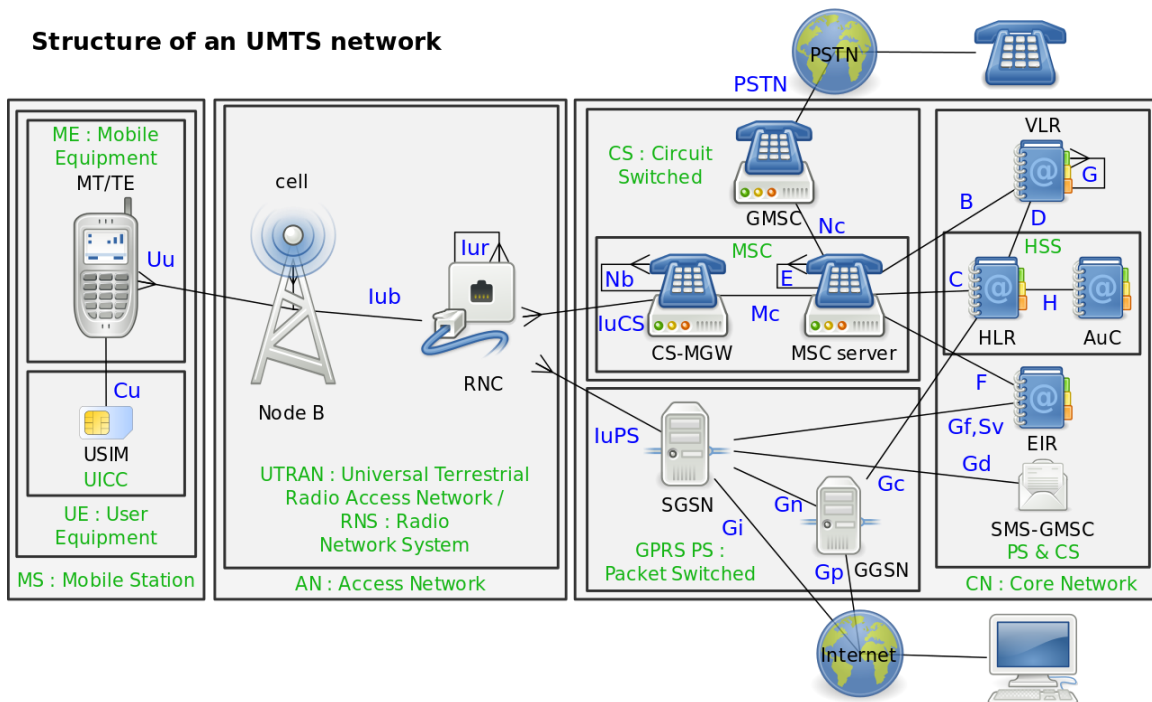 Structure of an UMTS network
PSTN
PSTN
ME : Mobile
Equipment
MT/TE
Uu
Cu
USIM
UICC
UE : User
Equipment
MS : Mobile Station
cell
Iur
Iub
RNC
Node B
UTRAN : Universal Terrestrial
Radio Access Network /
RNS : Radio
Network System
AN : Access Network
CS : Circuit
Switched
GMSC
Nc
MSC
Nb
E
IuCS
Mc
CS-MGW
MSC server
VLR
G
B
D
HSS
C
H
HLR
AuC
F
Gf,Sv
EIR
Gd
SMS-GMSC
PS & CS
IuPS
SGSN
Gn
Gc
Gi
GPRS PS :
Packet Switched
Gp
GGSN
CN : Core Network
Internet